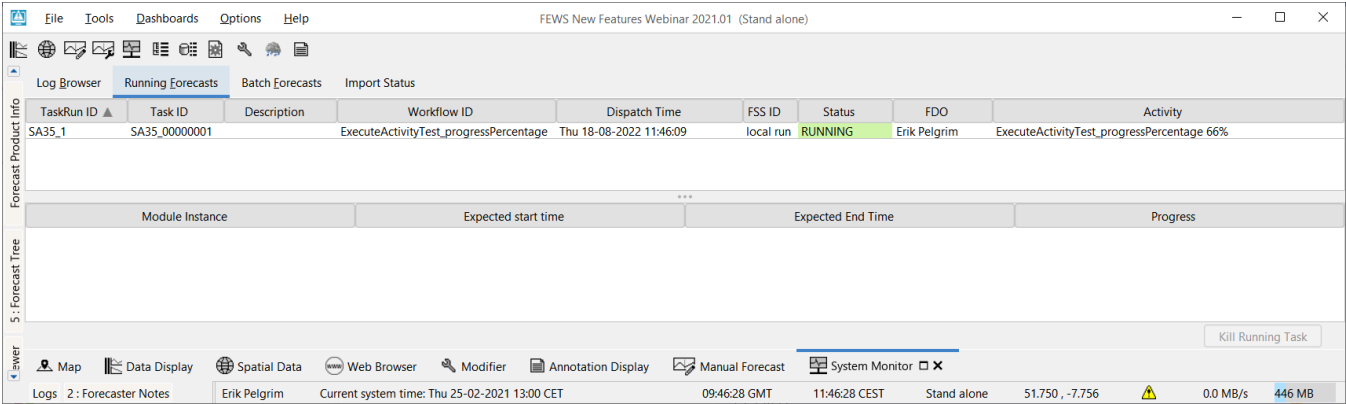 File Tools Dashboards Options Help FEWS New Features Webinar 2021.01 (Stand alone)
Log Browser Running Forecasts Batch Forecasts Import Status
TaskRun ID Task ID Description Workflow ID Dispatch Time FSS ID Status FDO Activity
SA35_1 SA35_00000001 ExecuteActivityTest_progressPercentage Thu 18-08-2022 11:46:09 local run RUNNING Erik Pelgrim ExecuteActivityTest_progressPercentage 66%
Forecast Product Info
Module Instance Expected start time Expected End Time Progress
5 : Forecast Tree
Kill Running Task
ewer
Map Data Display Spatial Data www Web Browser Modifier Annotation Display Manual Forecast System Monitor
Logs 2 : Forecaster Notes Erik Pelgrim Current system time: Thu 25-02-2021 13:00 CET 09:46:28 GMT 11:46:28 CEST Stand alone 51.750 , -7.756 0.0 MB/s 446 MB